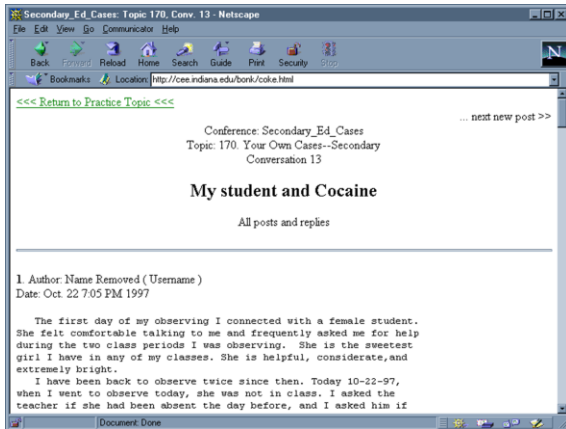 Secondary_Ed_Cases: Topic 170, Conv. 13 - Netscape
File Edit View Go Communicator Help
Back Forward Reload Home Search Guide Print Security Stop
N
Bookmarks Location: http://cee.indiana.edu/bonk/coke.html
<<< Return to Practice Topic <<<
... next new post >>
Conference: Secondary_Ed_Cases
Topic: 170. Your Own Cases--Secondary
Conversation 13
My student and Cocaine
All posts and replies
1. Author: Name Removed ( Username )
Date: Oct. 22 7:05 PM 1997
The first day of my observing I connected with a female student.
She felt comfortable talking to me and frequently asked me for help
during the two class periods I was observing. She is the sweetest
girl I have in any of my classes. She is helpful, considerate,and
extremely bright.
I have been back to observe twice since then. Today 10-22-97,
when I went to observe today, she was not in class. I asked the
teacher if she had been absent the day before, and I asked him if
Document: Done